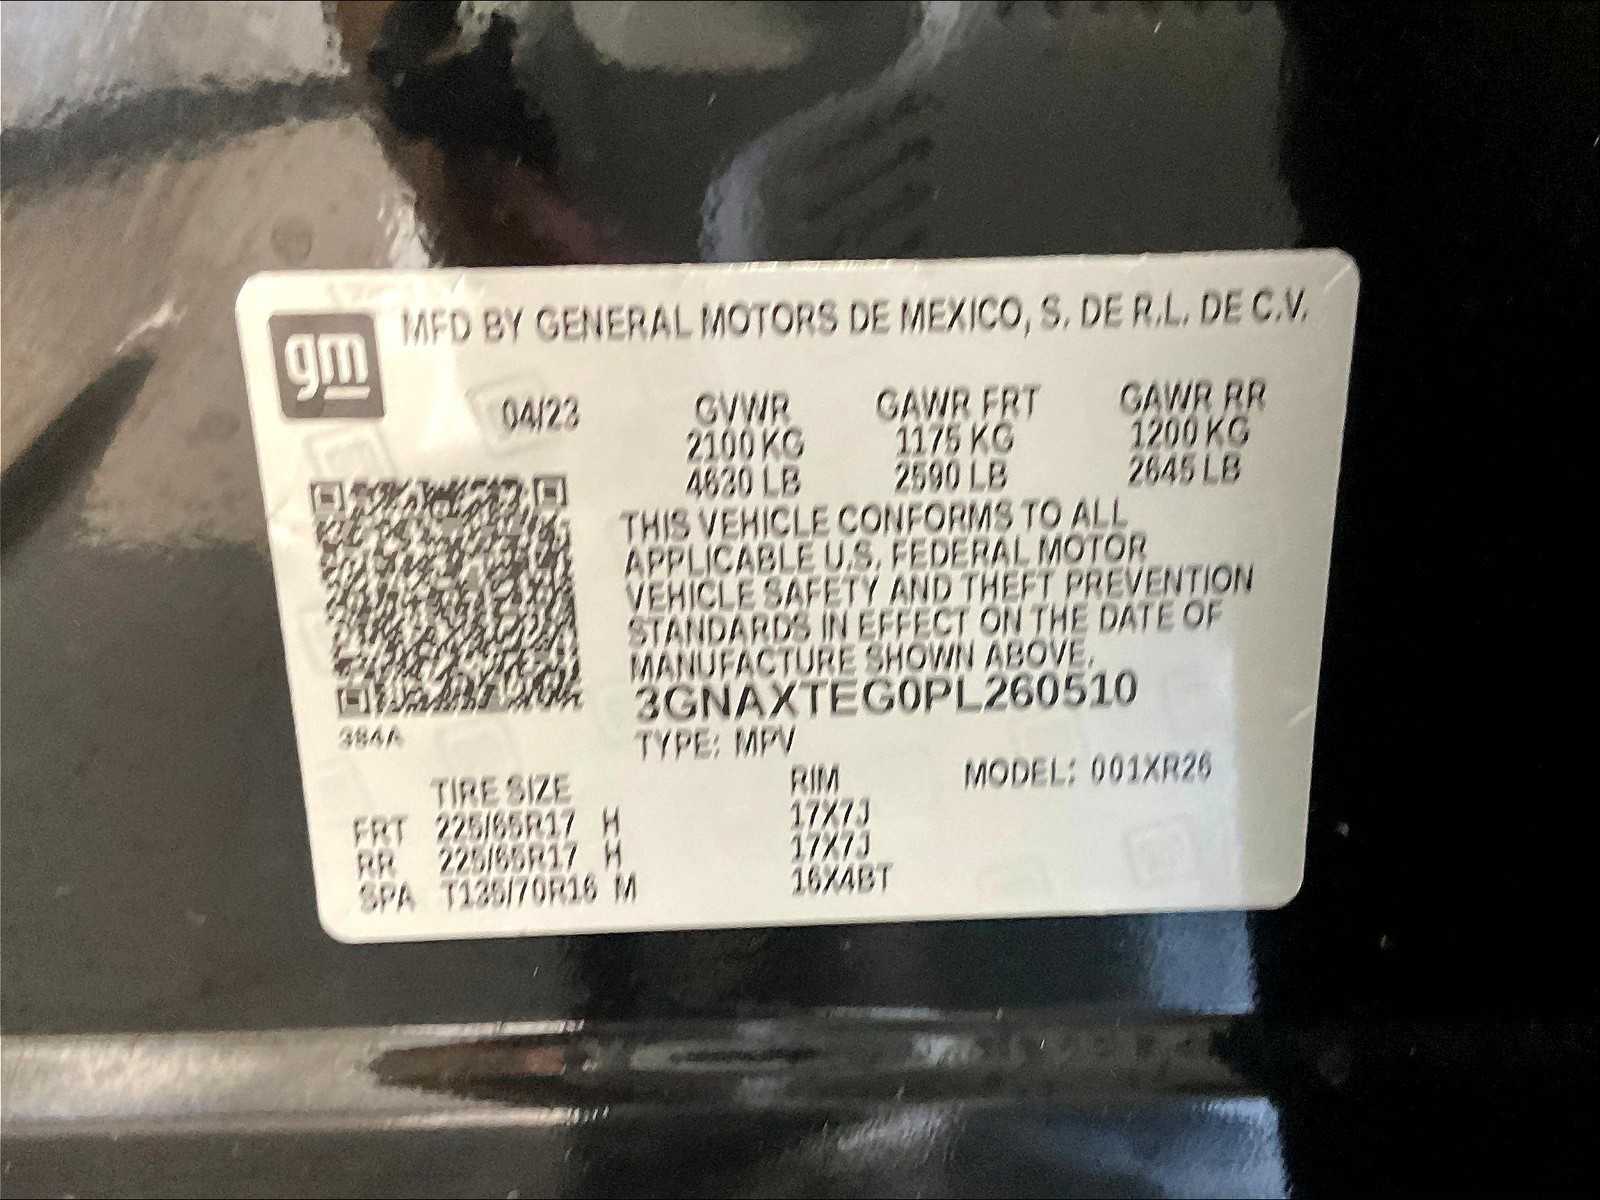 gm
MFD BY GENERAL MOTORS DE MEXICO, S. DE R.L. DE C.V.
04/23 GVWR GAWR FRT GAWR RR
2100 KG 1175 KG 1200 KG
4630 LB 2590 LB 2645 LB
THIS VEHICLE CONFORMS TO ALL
APPLICABLE U.S. FEDERAL MOTOR
VEHICLE SAFETY AND THEFT PREVENTION
STANDARDS IN EFFECT ON THE DATE OF
MANUFACTURE SHOWN ABOVE.
3GNAXTEG0PL260510
384A
TYPE: MPV
MODEL: 001XR26
TIRE SIZE RIM
FRT 225/65R17 H 17X7J
RR 225/65R17 H 17X7J
SPA T135/70R16 M 16X4BT